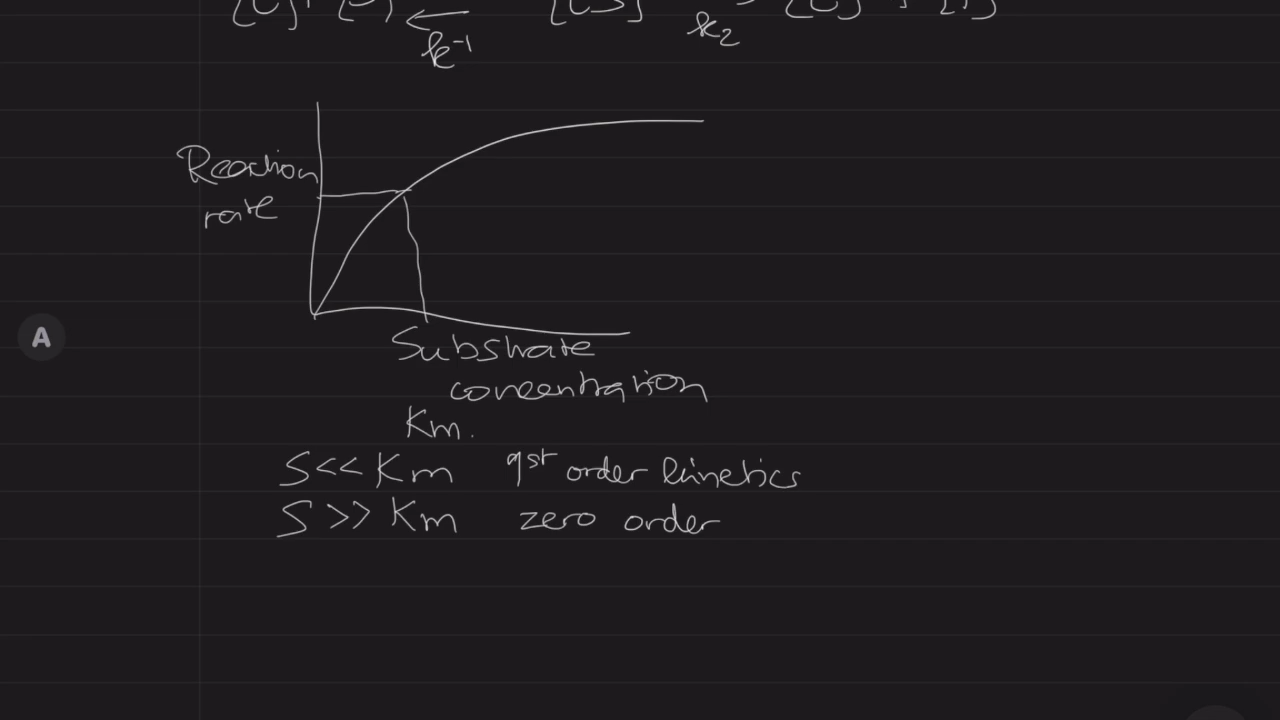 k-1
k2
Reaction
rate
Substrate
concentration
Km.
S<<Km 1st order kinetics
S>>Km zero order
A